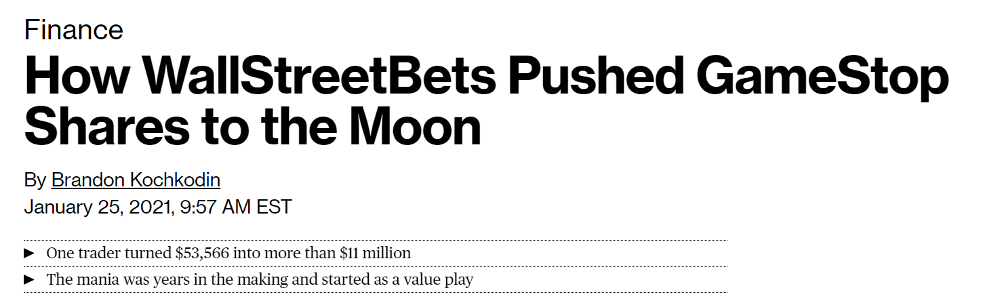 Finance
How WallStreetBets Pushed GameStop
Shares to the Moon
By Brandon Kochkodin
January 25, 2021, 9:57 AM EST
► One trader turned $53,566 into more than $11 million
► The mania was years in the making and started as a value play